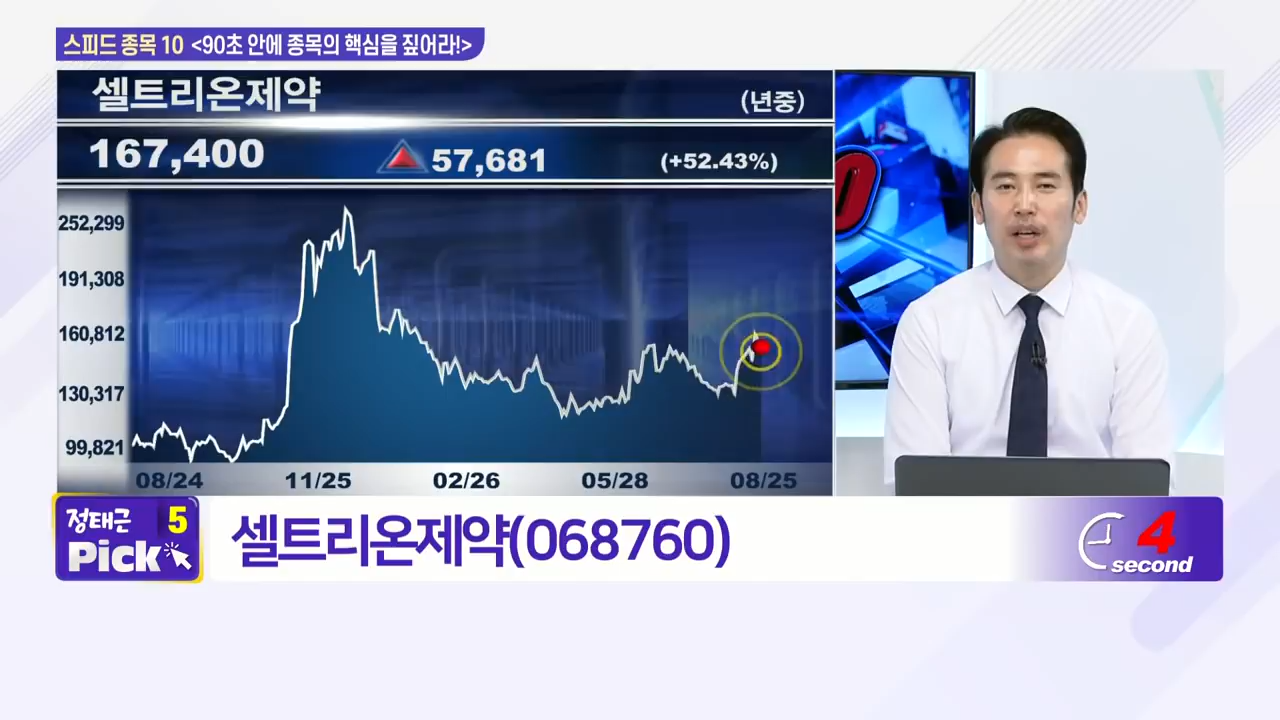 스피드 종목 10 <90초 안에 종목의 핵심을 짚어라!>
셀트리온제약
(년중)
167,400 57,681 (+52.43%)
252,299
191,308
160,812
130,317
99,821
08/24 11/25 02/26 05/28 08/25
정태근 5
Pick
셀트리온제약(068760)
4
second